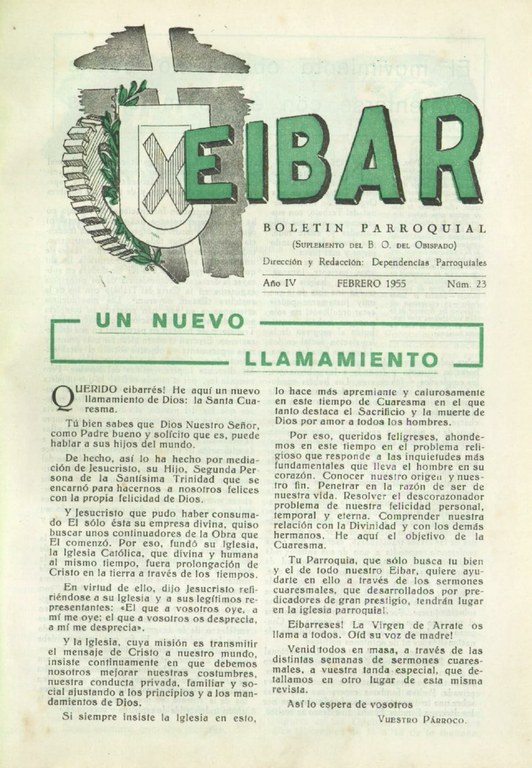 EIBAR
BOLETIN PARROQUIAL
(SUPLEMENTO DEL B. O. DEL OBISPADO)
Dirección y Redacción: Dependencias Parroquiales
Año IV FEBRERO 1955 Núm. 23
UN NUEVO
LLAMAMIENTO
QUERIDO eibarrés! He aquí un nuevo
llamamiento de Dios: la Santa Cua-
resma.
Tú bien sabes que Dios Nuestro Señor,
como Padre bueno y solícito que es, puede
hablar a sus hijos del mundo.
De hecho, así lo ha hecho por media-
ción de Jesucristo, su Hijo, Segunda Per
sona de la Santísima Trinidad que se
encarnó para hacernos a nosotros felices
con la propia felicidad de Dios.
Y Jesucristo que pudo haber consuma-
do El sólo ésta su empresa divina, quiso
buscar unos continuadores de la Obra que
El comenzó. Por eso, fundó su Iglesia,
la Iglesia Católica, que divina y humana
al mismo tiempo, fuera prolongación de
Cristo en la tierra a través de los tiempos.
En virtud de ello, dijo Jesucristo refi-
riéndose a su Iglesia y a sus legítimos re-
presentantes: «El que a vosotros oye, a
mí me oye; el que a vosotros os desprecia,
a mí me desprecia».
Y la Iglesia, cuya misión es transmitir
el mensaje de Cristo a nuestro mundo,
insiste continuamente en que debemos
nosotros mejorar nuestras costumbres,
nuestra conducta privada, familiar y so-
cial ajustando a los principios y a los man-
damientos de Dios.
Si siempre insiste la Iglesia en esto,
lo hace más apremiante y calurosamente
en este tiempo de Cuaresma en el que
tanto destaca el Sacrificio y la muerte de
Dios por amor a todos los hombres.
Por eso, queridos feligreses, ahonde-
mos en este tiempo en el problema reli-
gioso que responde a las inquietudes más
fundamentales que lleva el hombre en su
corazón. Conocer nuestro origen y nues-
tro fin. Penetrar en la razón de ser de
nuestra vida. Resolver el descorazonador
problema de nuestra felicidad personal,
temporal y eterna. Comprender nuestra
relación con la Divinidad y con los demás
hermanos. He aquí el objetivo de la
Cuaresma.
Tu Parroquia, que sólo busca tu bien
y el de todo nuestro Eibar, quiere ayu-
darte en ello a través de los sermones
cuaresmales, que desarrollados por pre-
dicadores de gran prestigio, tendrán lugar
en la iglesia parroquial.
Eibarreses! La Virgen de Arrate os
llama a todos. Oíd su voz de madre!
Venid todos en masa, a través de las
distintas semanas de sermones cuares-
males, a vuestra tanda especial, que de-
tallamos en otro lugar de esta misma
revista.
Así lo espera de vosotros
VUESTRO PÁRROCO.